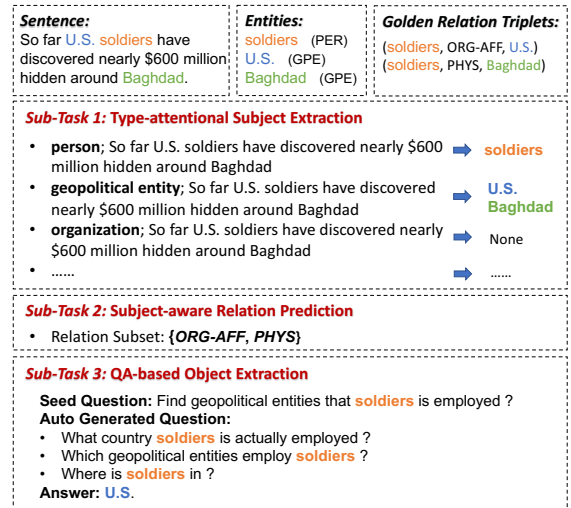 Sentence:
So far U.S. soldiers have
discovered nearly $600 million
hidden around Baghdad.
Entities:
soldiers (PER)
U.S. (GPE)
Baghdad (GPE)
Golden Relation Triplets:
(soldiers, ORG-AFF, U.S.)
(soldiers, PHYS, Baghdad)
Sub-Task 1: Type-attentional Subject Extraction
• person; So far U.S. soldiers have discovered nearly $600
million hidden around Baghdad
soldiers
• geopolitical entity; So far U.S. soldiers have discovered
nearly $600 million hidden around Baghdad
U.S.
Baghdad
• organization; So far U.S. soldiers have discovered nearly
$600 million hidden around Baghdad
None
• ......
......
Sub-Task 2: Subject-aware Relation Prediction
• Relation Subset: {ORG-AFF, PHYS}
Sub-Task 3: QA-based Object Extraction
Seed Question: Find geopolitical entities that soldiers is employed ?
Auto Generated Question:
• What country soldiers is actually employed ?
• Which geopolitical entities employ soldiers ?
• Where is soldiers in ?
Answer: U.S.